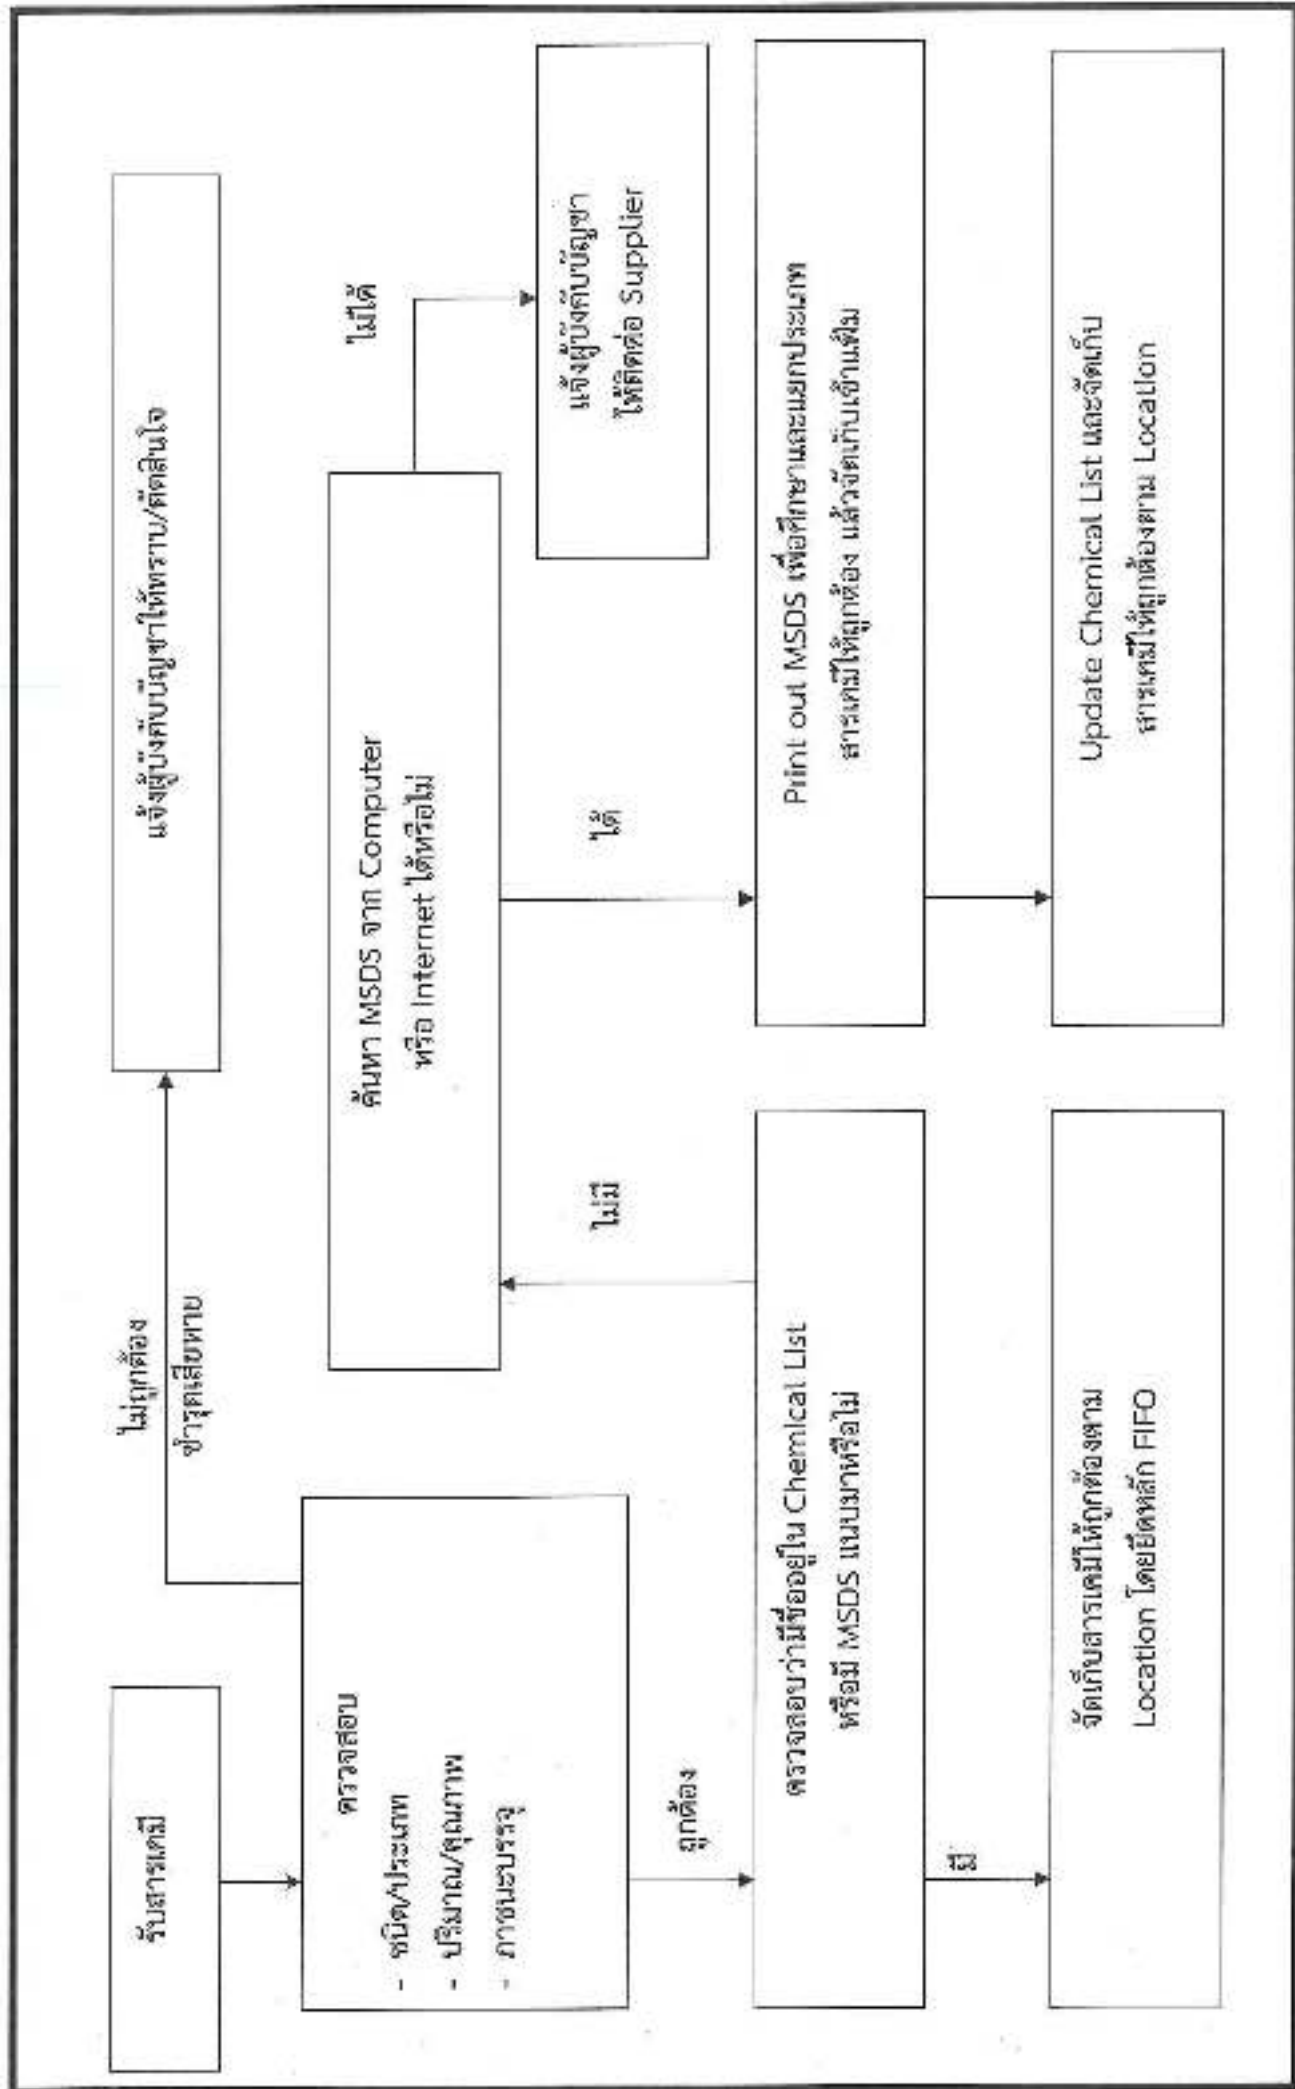 รับสารเคมี
ตรวจสอบ
- ชนิด/ประเภท
- ปริมาณ/คุณภาพ
- ภาชนะบรรจุ
ไม่ถูกต้อง
ชำรุดเสียหาย
แจ้งผู้บังคับบัญชาให้ทราบ/ตัดสินใจ
ถูกต้อง
ตรวจสอบว่ามีชื่ออยู่ใน Chemical List
หรือมี MSDS แนบมาหรือไม่
มี
จัดเก็บสารเคมีให้ถูกต้องตาม
Location โดยยึดหลัก FIFO
ไม่มี
ค้นหา MSDS จาก Computer
หรือ Internet ได้หรือไม่
ไม่ได้
แจ้งผู้บังคับบัญชา
ให้ติดต่อ Supplier
ได้
Print out MSDS เพื่อศึกษาและแยกประเภท
สารเคมีให้ถูกต้อง แล้วจัดเก็บเข้าแฟ้ม
Update Chemical List และจัดเก็บ
สารเคมีให้ถูกต้องตาม Location